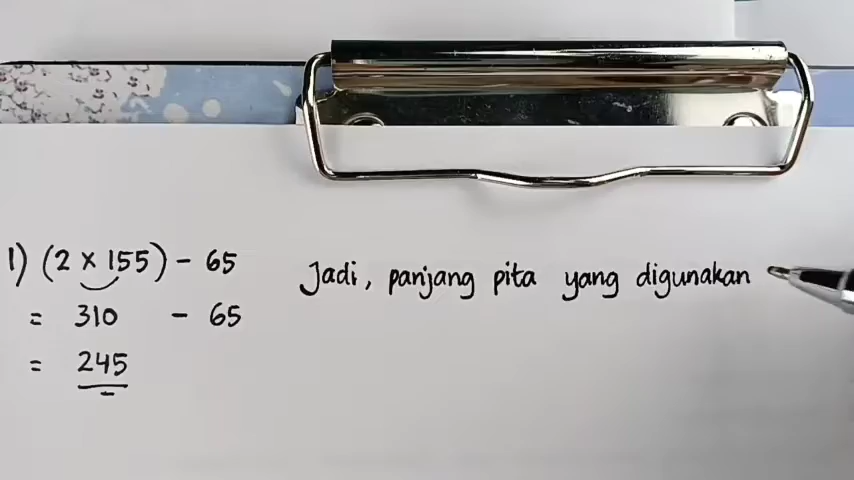 1) (2 × 155) - 65
= 310 - 65
= 245
Jadi, panjang pita yang digunakan